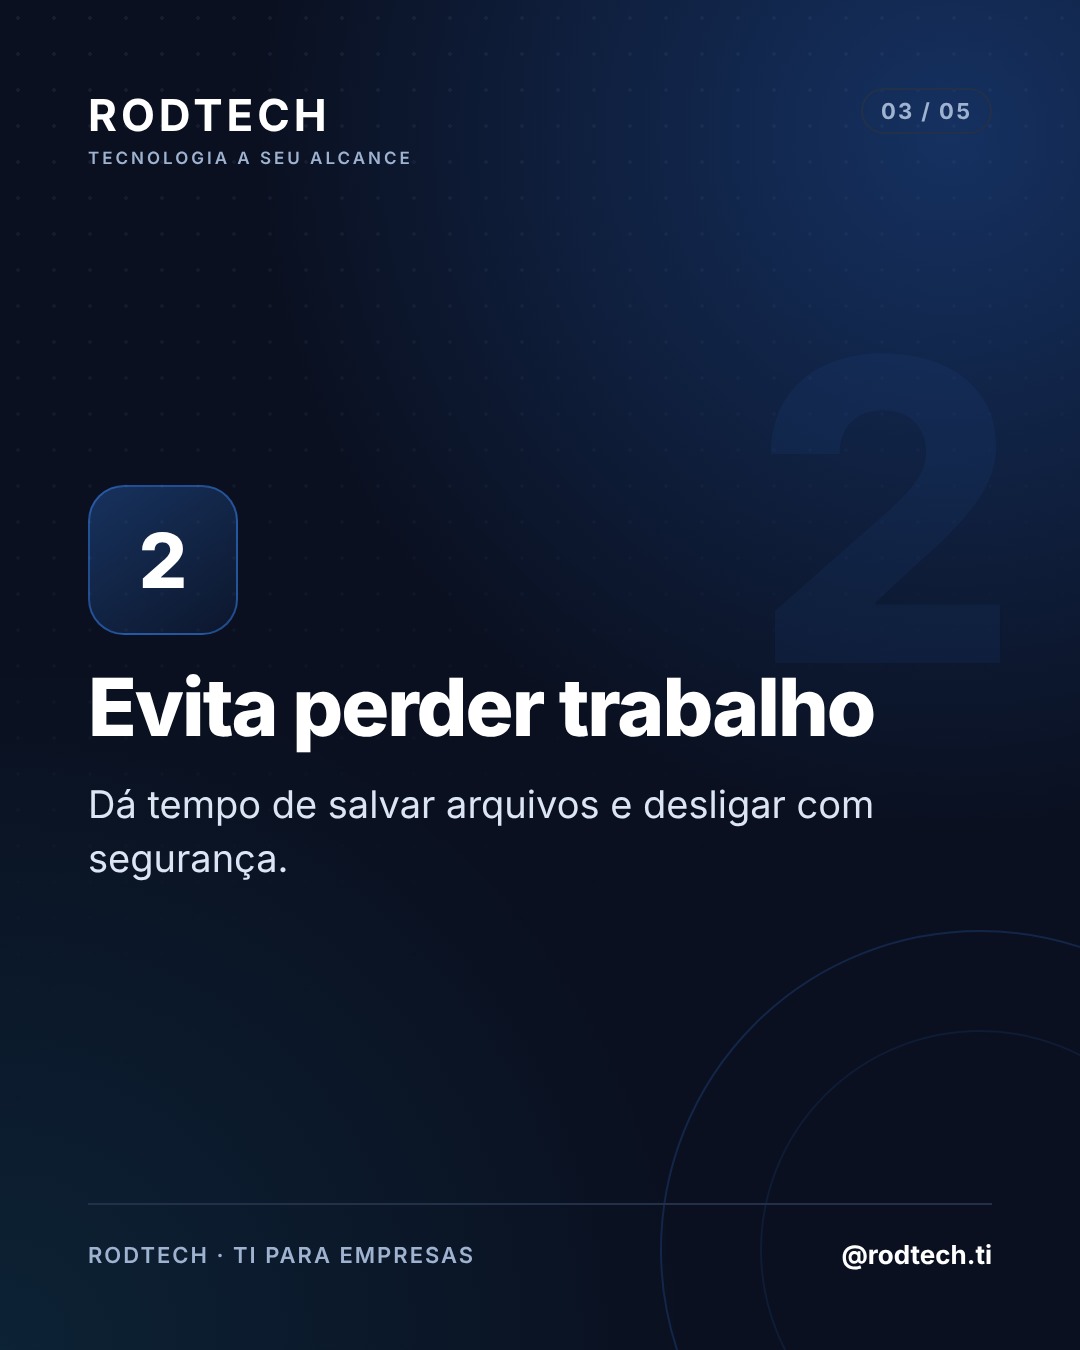 RODTECH
TECNOLOGIA A SEU ALCANCE
03 / 05
2
2
Evita perder trabalho
Dá tempo de salvar arquivos e desligar com
segurança.
RODTECH · TI PARA EMPRESAS
@rodtech.ti